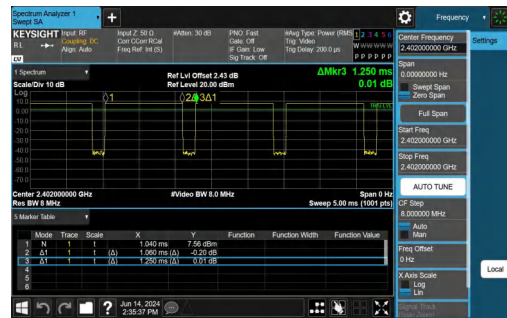 Spectrum Analyzer 1
Swept SA
Frequency
KEYSIGHT
RL
Input: RF
Coupling: DC
Align: Auto
Input Z: 50 Ω
Corr CCorr RCal
Freq Ref: Int (S)
#Atten: 30 dB
PNO: Fast
Gate: Off
IF Gain: Low
Sig Track: Off
#Avg Type: Power (RMS)
Trig: Video
Trig Delay: 200.0 µs
1 2 3 4 5 6
W W W W W W
P P P P P P
LXI
1 Spectrum
Scale/Div 10 dB
Ref Lvl Offset 2.43 dB
Ref Level 20.00 dBm
ΔMkr3 1.250 ms
0.01 dB
Log
10.0
0.00
-10.0
-20.0
-30.0
-40.0
-50.0
-60.0
-70.0
Center 2.402000000 GHz
Res BW 8 MHz
#Video BW 8.0 MHz
Span 0 Hz
Sweep 5.00 ms (1001 pts)
5 Marker Table
Mode Trace Scale X Y Function Function Width Function Value
1 N 1 t 1.040 ms 7.56 dBm
2 Δ1 1 t (Δ) 1.060 ms (Δ) -0.20 dB
3 Δ1 1 t (Δ) 1.250 ms (Δ) 0.01 dB
4
5
6
Jun 14, 2024
2:35:37 PM
Center Frequency
2.402000000 GHz
Span
0.00000000 Hz
Swept Span
Zero Span
Full Span
Start Freq
2.402000000 GHz
Stop Freq
2.402000000 GHz
AUTO TUNE
CF Step
8.000000 MHz
Auto
Man
Freq Offset
0 Hz
X Axis Scale
Log
Lin
Signal Track
Settings
Local